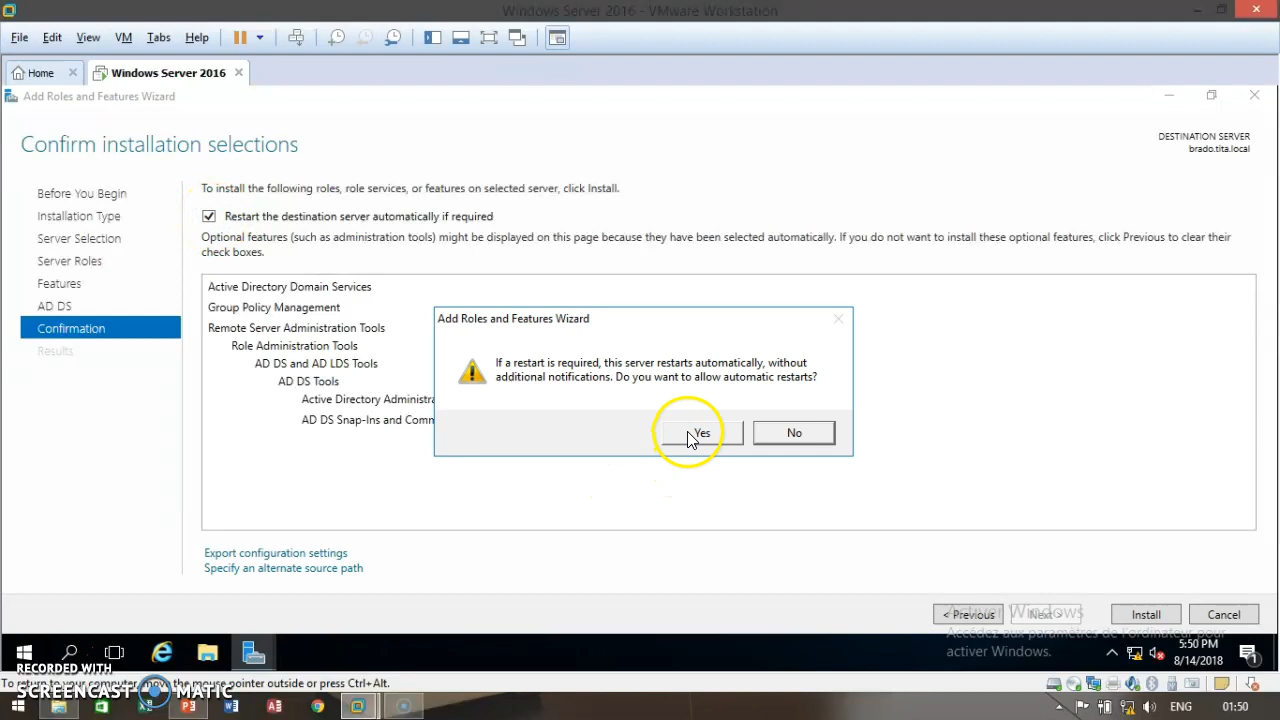 Windows Server 2016 - VMware Workstation
File Edit View VM Tabs Help
Home Windows Server 2016
Add Roles and Features Wizard
Confirm installation selections
DESTINATION SERVER
brado.tita.local
Before You Begin
Installation Type
Server Selection
Server Roles
Features
AD DS
Confirmation
Results
To install the following roles, role services, or features on selected server, click Install.
Restart the destination server automatically if required
Optional features (such as administration tools) might be displayed on this page because they have been selected automatically. If you do not want to install these optional features, click Previous to clear their
check boxes.
Active Directory Domain Services
Group Policy Management
Remote Server Administration Tools
Role Administration Tools
AD DS and AD LDS Tools
AD DS Tools
Active Directory Administra
AD DS Snap-Ins and Comm
Add Roles and Features Wizard
If a restart is required, this server restarts automatically, without
additional notifications. Do you want to allow automatic restarts?
Yes No
Export configuration settings
Specify an alternate source path
< Previous Next > Install Cancel
Activer Windows
Accédez aux paramètres de l'ordinateur pour
activer Windows.
5:50 PM
8/14/2018
1
RECORDED WITH
SCREENCAST MATIC
To return to your computer, move the mouse pointer outside or press Ctrl+Alt.
ENG 01:50